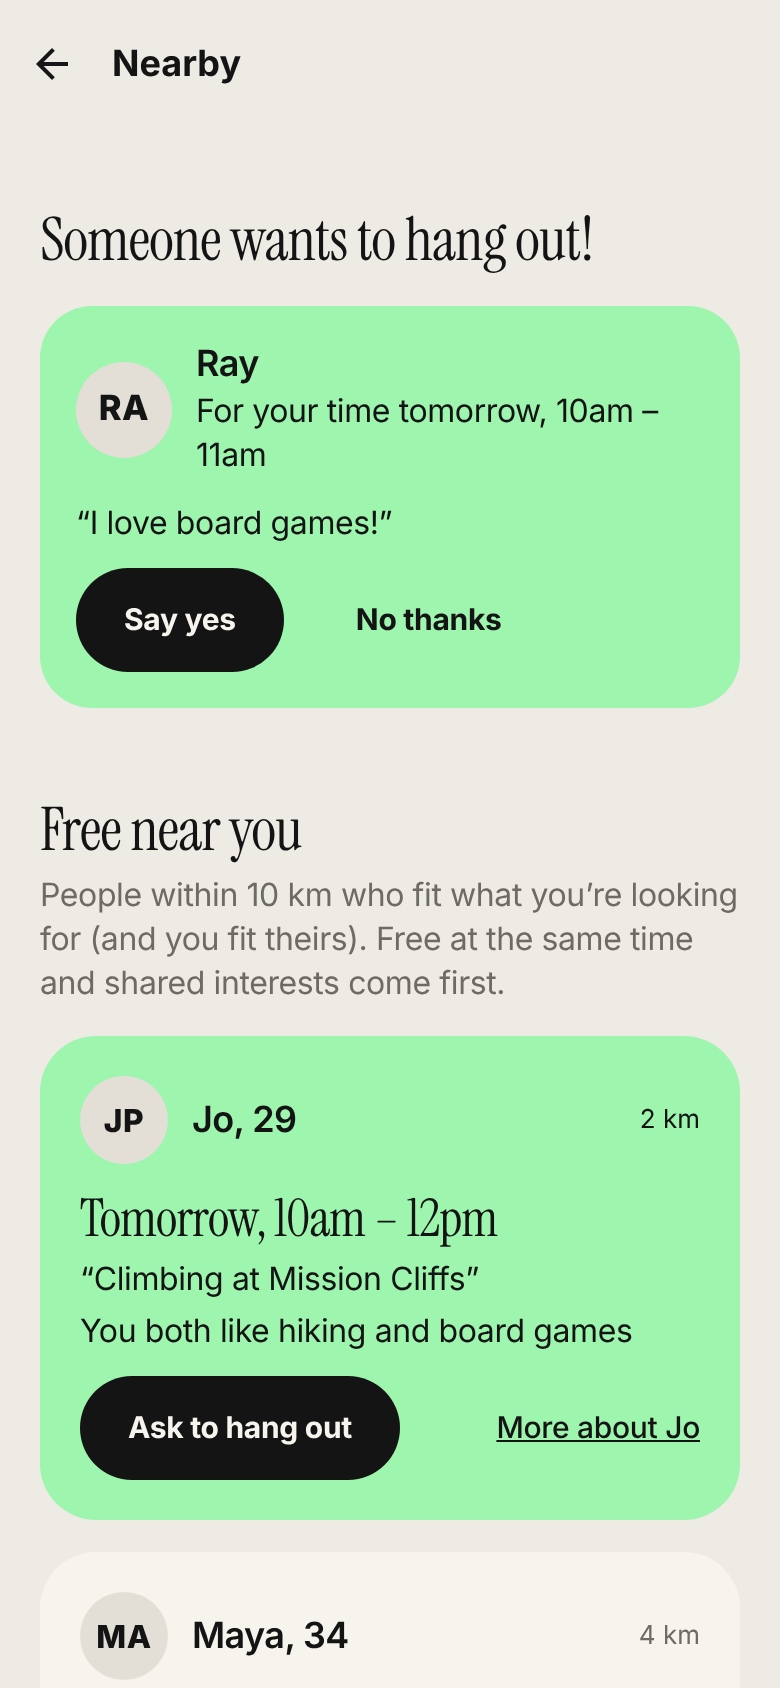 Nearby
Someone wants to hang out!
RA
Ray
For your time tomorrow, 10am –
11am
“I love board games!”
Say yes
No thanks
Free near you
People within 10 km who fit what you’re looking
for (and you fit theirs). Free at the same time
and shared interests come first.
JP
Jo, 29
2 km
Tomorrow, 10am – 12pm
“Climbing at Mission Cliffs”
You both like hiking and board games
Ask to hang out
More about Jo
MA
Maya, 34
4 km